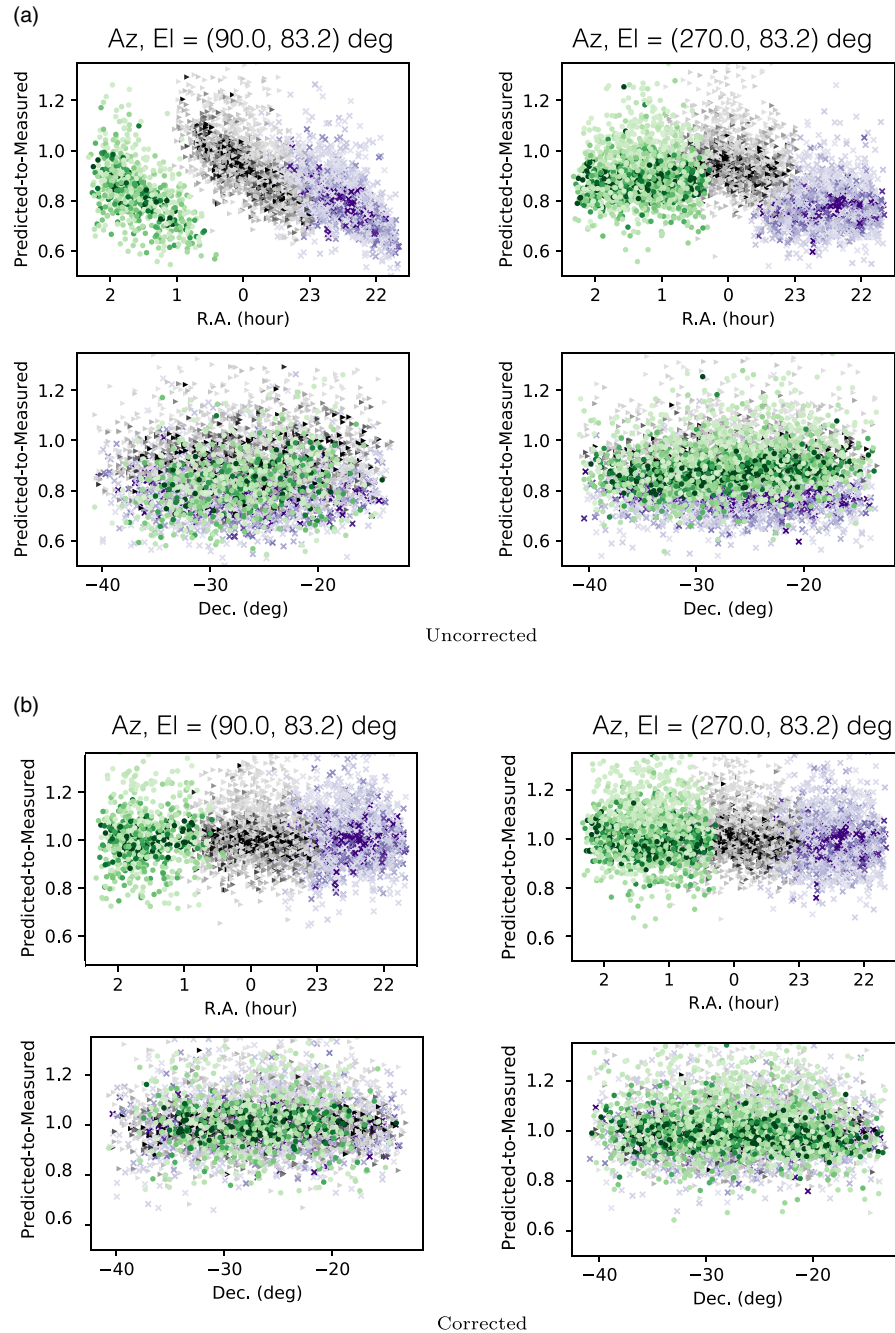 (a)
Az, El = (90.0, 83.2) deg
Az, El = (270.0, 83.2) deg
Predicted-to-Measured
1.2
1.0
0.8
0.6
2 1 0 23 22
R.A. (hour)
Predicted-to-Measured
1.2
1.0
0.8
0.6
2 1 0 23 22
R.A. (hour)
Predicted-to-Measured
1.2
1.0
0.8
0.6
−40 −30 −20
Dec. (deg)
Predicted-to-Measured
1.2
1.0
0.8
0.6
−40 −30 −20
Dec. (deg)
Uncorrected
(b)
Az, El = (90.0, 83.2) deg
Az, El = (270.0, 83.2) deg
Predicted-to-Measured
1.2
1.0
0.8
0.6
2 1 0 23 22
R.A. (hour)
Predicted-to-Measured
1.2
1.0
0.8
0.6
2 1 0 23 22
R.A. (hour)
Predicted-to-Measured
1.2
1.0
0.8
0.6
−40 −30 −20
Dec. (deg)
Predicted-to-Measured
1.2
1.0
0.8
0.6
−40 −30 −20
Dec. (deg)
Corrected